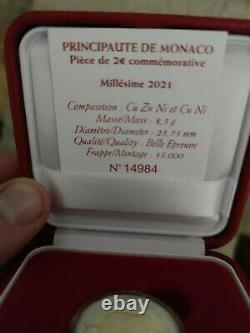 PRINCIPAUTE DE MONACO
Pièce de 2€ commémorative
Millésime 2021
Composition : Cu Zn Ni et Cu Ni
Masse/Mass : 8,5 g
Diamètre/Diameter : 25,75 mm
Qualité/Quality : Belle Epreuve
Frappe/Mintage : 15.000
N° 14984